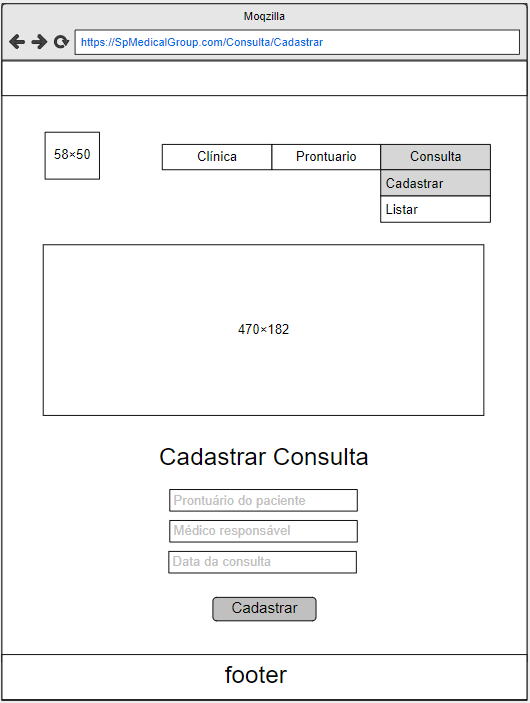 Moqzilla
https://SpMedicalGroup.com/Consulta/Cadastrar
58×50
Clínica
Prontuario
Consulta
Cadastrar
Listar
470×182
Cadastrar Consulta
Prontuário do paciente
Médico responsável
Data da consulta
Cadastrar
footer